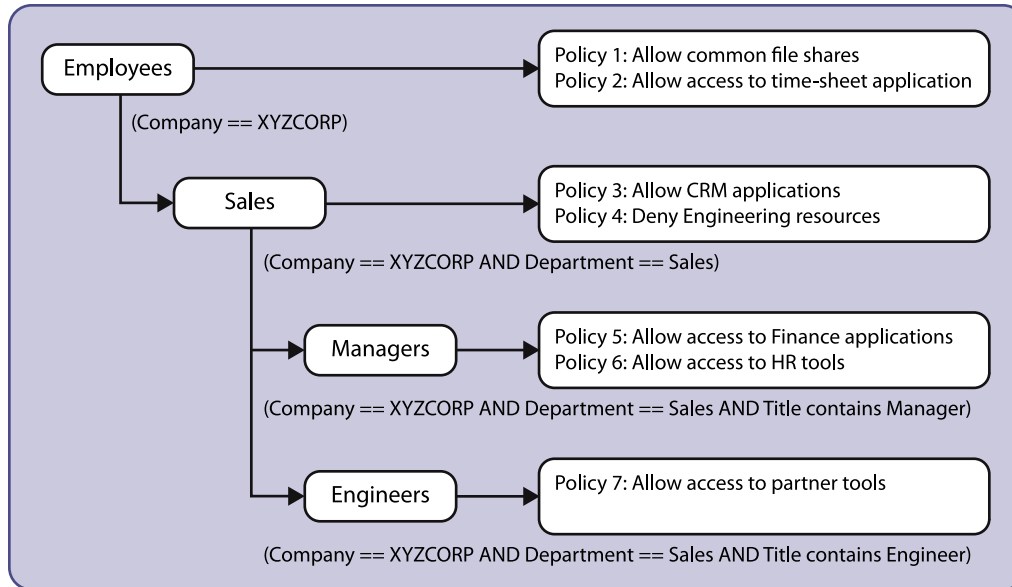 Employees
Policy 1: Allow common file shares
Policy 2: Allow access to time-sheet application
(Company == XYZCORP)
Sales
Policy 3: Allow CRM applications
Policy 4: Deny Engineering resources
(Company == XYZCORP AND Department == Sales)
Managers
Policy 5: Allow access to Finance applications
Policy 6: Allow access to HR tools
(Company == XYZCORP AND Department == Sales AND Title contains Manager)
Engineers
Policy 7: Allow access to partner tools
(Company == XYZCORP AND Department == Sales AND Title contains Engineer)